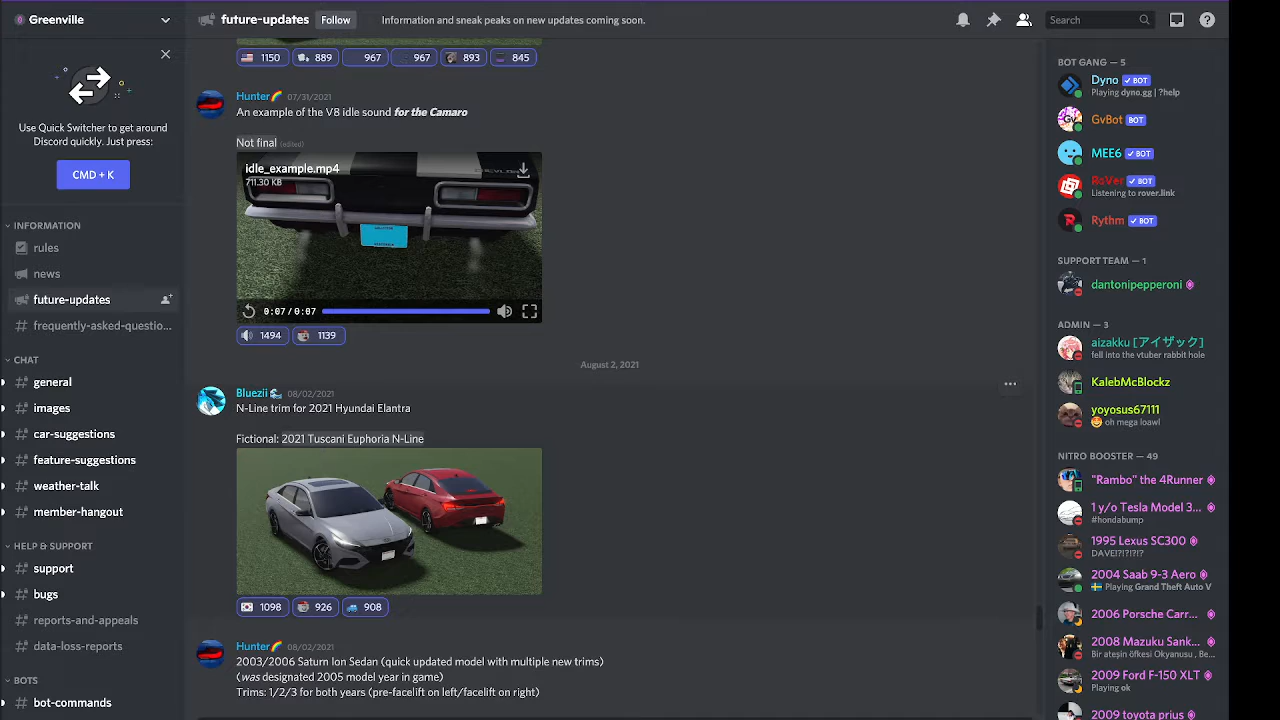 Greenville
future-updates
Follow
Information and sneak peaks on new updates coming soon.
Search
Use Quick Switcher to get around
Discord quickly. Just press:
CMD + K
INFORMATION
rules
news
future-updates
frequently-asked-questio...
CHAT
general
images
car-suggestions
feature-suggestions
weather-talk
member-hangout
HELP & SUPPORT
support
bugs
reports-and-appeals
data-loss-reports
BOTS
bot-commands
1150 889 967 967 893 845
Hunter 07/31/2021
An example of the V8 idle sound for the Camaro
Not final (edited)
idle_example.mp4
711.30 KB
0:07/0:07
1494 1139
August 2, 2021
Bluezii 08/02/2021
N-Line trim for 2021 Hyundai Elantra
Fictional: 2021 Tuscani Euphoria N-Line
1098 926 908
Hunter 08/02/2021
2003/2006 Saturn Ion Sedan (quick updated model with multiple new trims)
(was designated 2005 model year in game)
Trims: 1/2/3 for both years (pre-facelift on left/facelift on right)
BOT GANG — 5
Dyno BOT
Playing dyno.gg | ?help
GvBot BOT
MEE6 BOT
RoVer BOT
Listening to rover.link
Rythm BOT
SUPPORT TEAM — 1
dantonipepperoni
ADMIN — 3
aizakku [アイザック]
fell into the vtuber rabbit hole
KalebMcBlockz
yoyosus67111
oh mega loawl
NITRO BOOSTER — 49
"Rambo" the 4Runner
1 y/o Tesla Model 3...
#hondabump
1995 Lexus SC300
DAVE!?!?!?!?
2004 Saab 9-3 Aero
Playing Grand Theft Auto V
2006 Porsche Carr...
2008 Mazuku Sank...
Bir ateşin öfkesi Okyanusu , Be...
2009 Ford F-150 XLT
Playing ok
2009 toyota prius